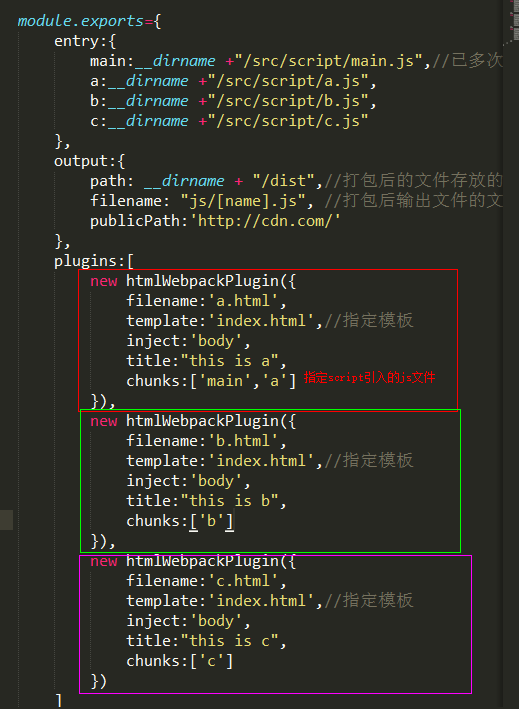 module.exports={
entry:{
main:__dirname +"/src/script/main.js",//已多次
a:__dirname +"/src/script/a.js",
b:__dirname +"/src/script/b.js",
c:__dirname +"/src/script/c.js"
},
output:{
path: __dirname + "/dist",//打包后的文件存放的
filename: "js/[name].js", //打包后输出文件的文
publicPath:'http://cdn.com/'
},
plugins:[
new htmlWebpackPlugin({
filename:'a.html',
template:'index.html',//指定模板
inject:'body',
title:"this is a",
chunks:['main','a'] 指定script引入的js文件
}),
new htmlWebpackPlugin({
filename:'b.html',
template:'index.html',//指定模板
inject:'body',
title:"this is b",
chunks:['b']
}),
new htmlWebpackPlugin({
filename:'c.html',
template:'index.html',//指定模板
inject:'body',
title:"this is c",
chunks:['c']
})
]